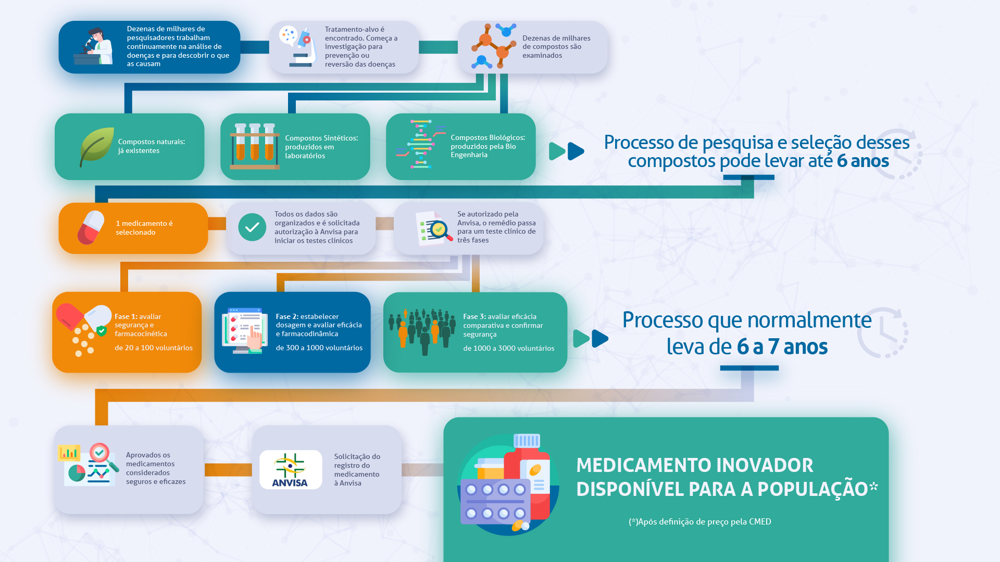 Dezenas de milhares de
pesquisadores trabalham
continuamente na análise de
doenças e para descobrir o que
as causam
Tratamento-alvo é
encontrado. Começa a
investigação para
prevenção ou
reversão das doenças
Dezenas de milhares
de compostos são
examinados
Compostos naturais:
já existentes
Compostos Sintéticos:
produzidos em
laboratórios
Compostos Biológicos:
produzidos pela Bio
Engenharia
Processo de pesquisa e seleção desses
compostos pode levar até 6 anos
1 medicamento é
selecionado
Todos os dados são
organizados e é solicitada
autorização à Anvisa para
iniciar os testes clínicos
Se autorizado pela
Anvisa, o remédio passa
para um teste clínico de
três fases
Fase 1: avaliar
segurança e
farmacocinética
de 20 a 100 voluntários
Fase 2: estabelecer
dosagem e avaliar eficácia
e farmacodinâmica
de 300 a 1000 voluntários
Fase 3: avaliar eficácia
comparativa e confirmar
segurança
de 1000 a 3000 voluntários
Processo que normalmente
leva de 6 a 7 anos
Aprovados os
medicamentos
considerados
seguros e eficazes
ANVISA
Solicitação do
registro do
medicamento
à Anvisa
MEDICAMENTO INOVADOR
DISPONÍVEL PARA A POPULAÇÃO*
(*)Após definição de preço pela CMED